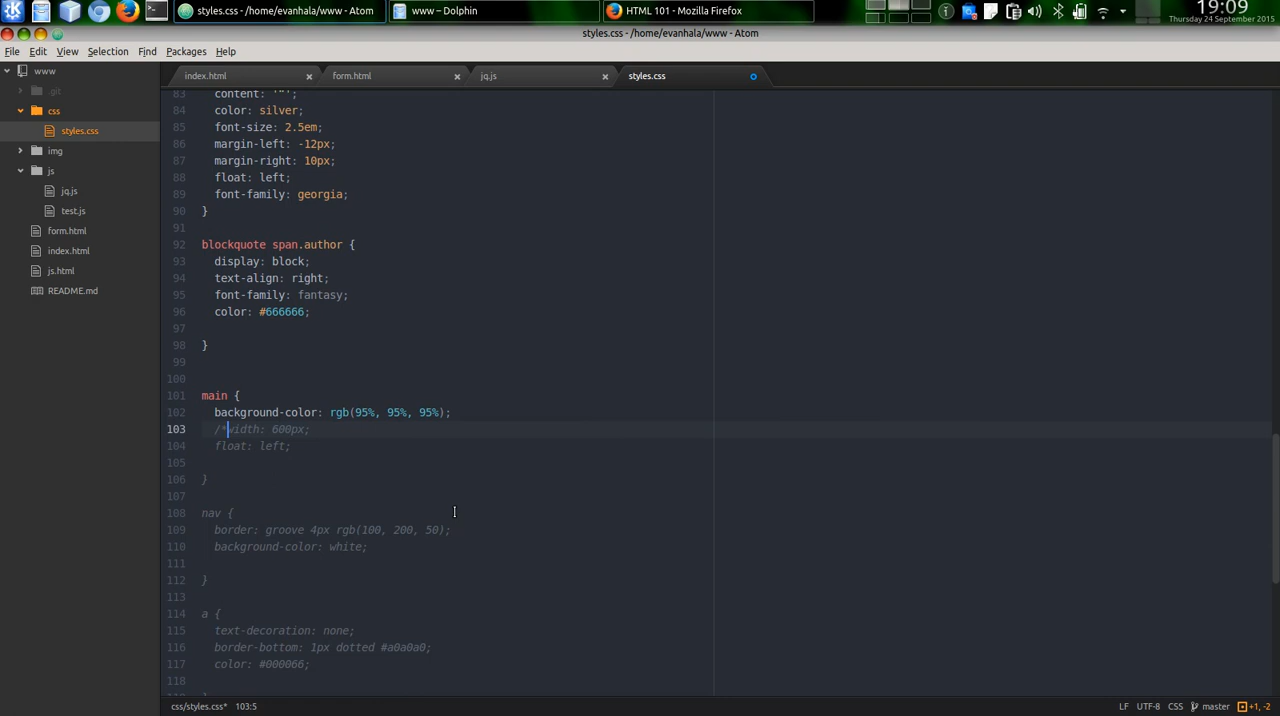 styles.css - /home/evanhala/www - Atom
www – Dolphin
HTML 101 - Mozilla Firefox
19:09
Thursday 24 September 2015
styles.css - /home/evanhala/www - Atom
File Edit View Selection Find Packages Help
www
.git
css
styles.css
img
js
jq.js
test.js
form.html
index.html
js.html
README.md
index.html
form.html
jq.js
styles.css
83 content: '"';
84 color: silver;
85 font-size: 2.5em;
86 margin-left: -12px;
87 margin-right: 10px;
88 float: left;
89 font-family: georgia;
90 }
91
92 blockquote span.author {
93 display: block;
94 text-align: right;
95 font-family: fantasy;
96 color: #666666;
97
98 }
99
100
101 main {
102 background-color: rgb(95%, 95%, 95%);
103 /*width: 600px;
104 float: left;
105
106 }
107
108 nav {
109 border: groove 4px rgb(100, 200, 50);
110 background-color: white;
111
112 }
113
114 a {
115 text-decoration: none;
116 border-bottom: 1px dotted #a0a0a0;
117 color: #000066;
118
119 }
css/styles.css* 103:5
LF UTF-8 CSS master +1, -2